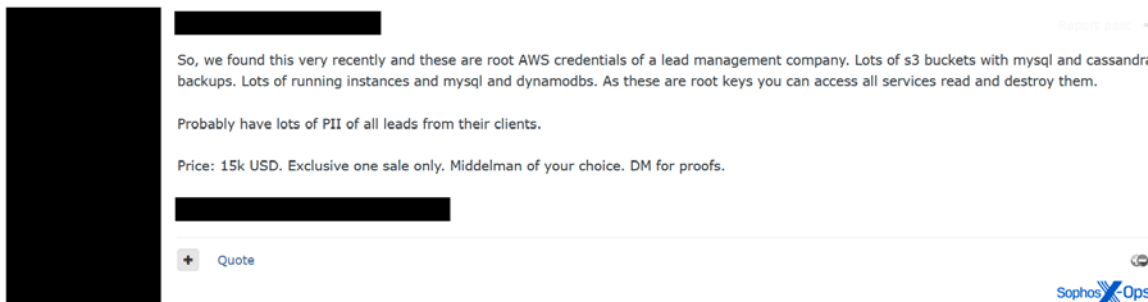 So, we found this very recently and these are root AWS credentials of a lead management company. Lots of s3 buckets with mysql and cassandra
backups. Lots of running instances and mysql and dynamodbs. As these are root keys you can access all services read and destroy them.
Probably have lots of PII of all leads from their clients.
Price: 15k USD. Exclusive one sale only. Middelman of your choice. DM for proofs.
+ Quote
Sophos X-Ops